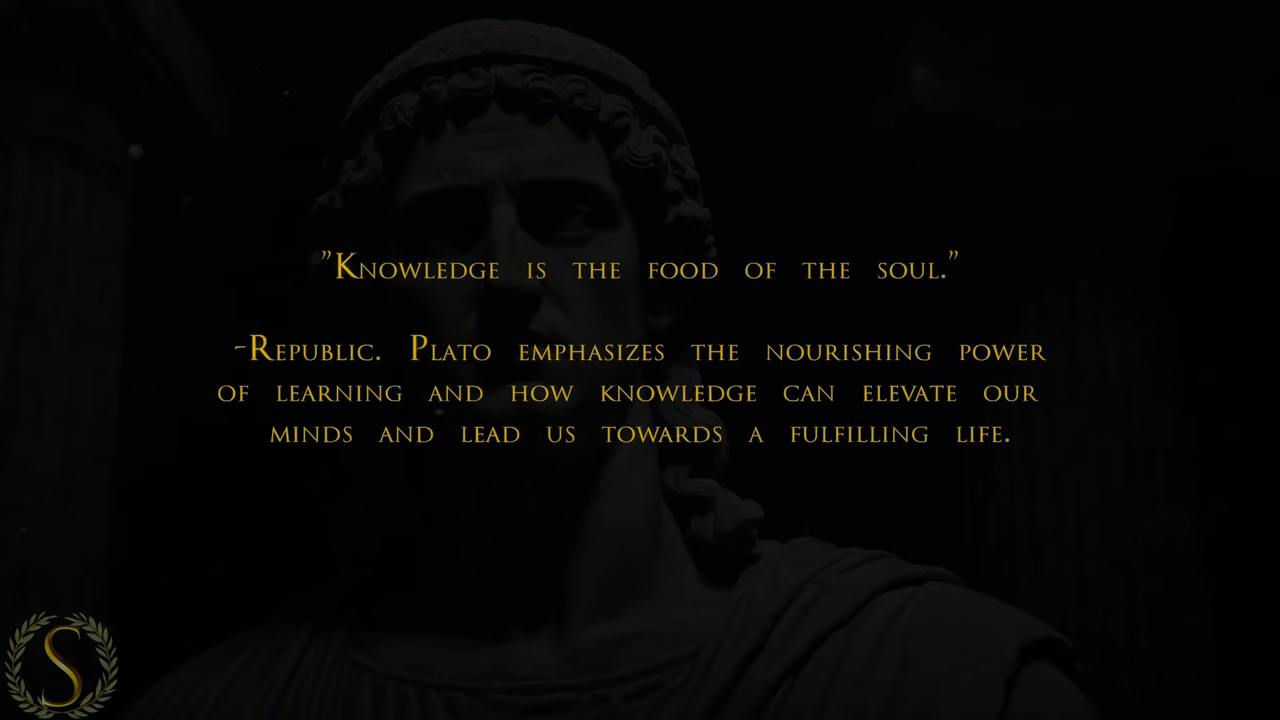 "Knowledge is the food of the soul."
-Republic. Plato emphasizes the nourishing power
of learning and how knowledge can elevate our
minds and lead us towards a fulfilling life.
S